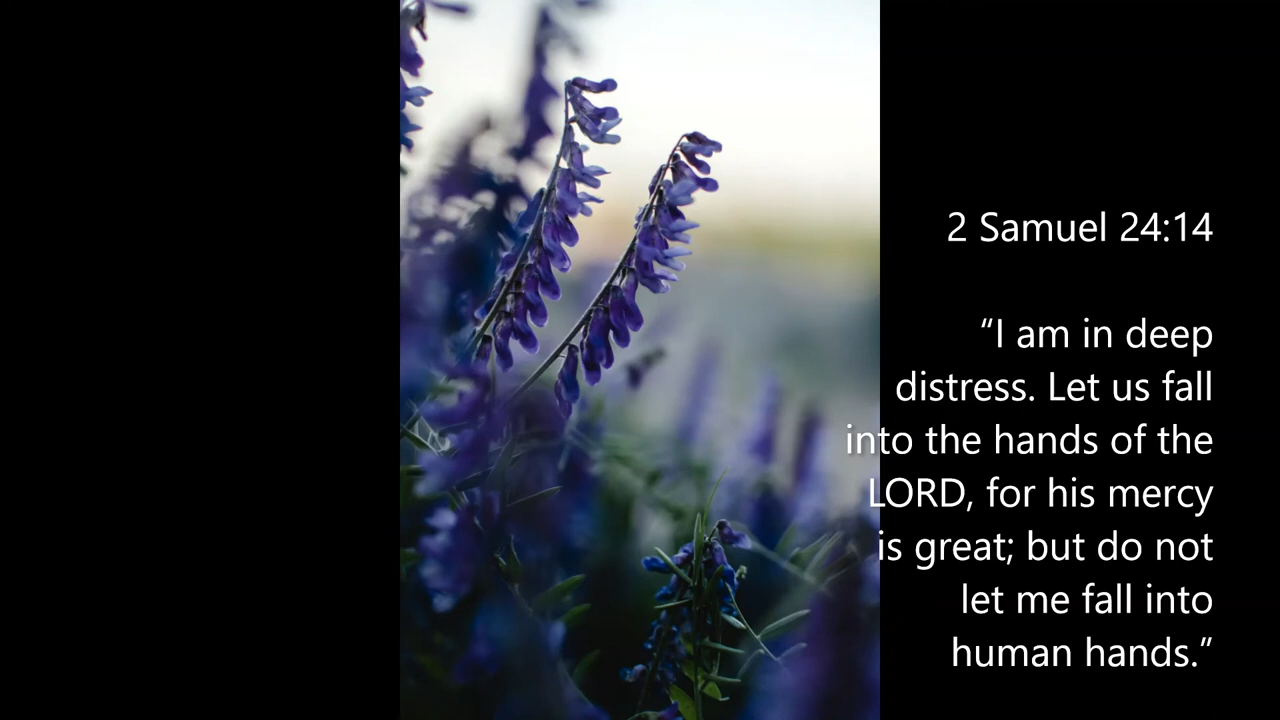 2 Samuel 24:14
“I am in deep
distress. Let us fall
into the hands of the
LORD, for his mercy
is great; but do not
let me fall into
human hands.”